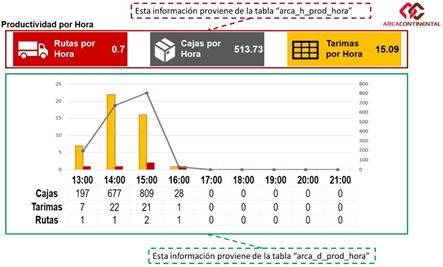 Esta información proviene de la tabla "arca_h_prod_hora"
ARCACONTINENTAL
Productividad por Hora
Rutas por Hora 0.7
Cajas por Hora 513.73
Tarimas por Hora 15.09
25 900
800
20 700
600
15 500
10 400
300
5 200
100
0 0
13:00 14:00 15:00 16:00 17:00 18:00 19:00 20:00 21:00
Cajas 197 677 809 28 0 0 0 0 0
Tarimas 7 22 21 1 0 0 0 0 0
Rutas 1 1 2 1 0 0 0 0 0
Esta información proviene de la tabla "arca_d_prod_hora"